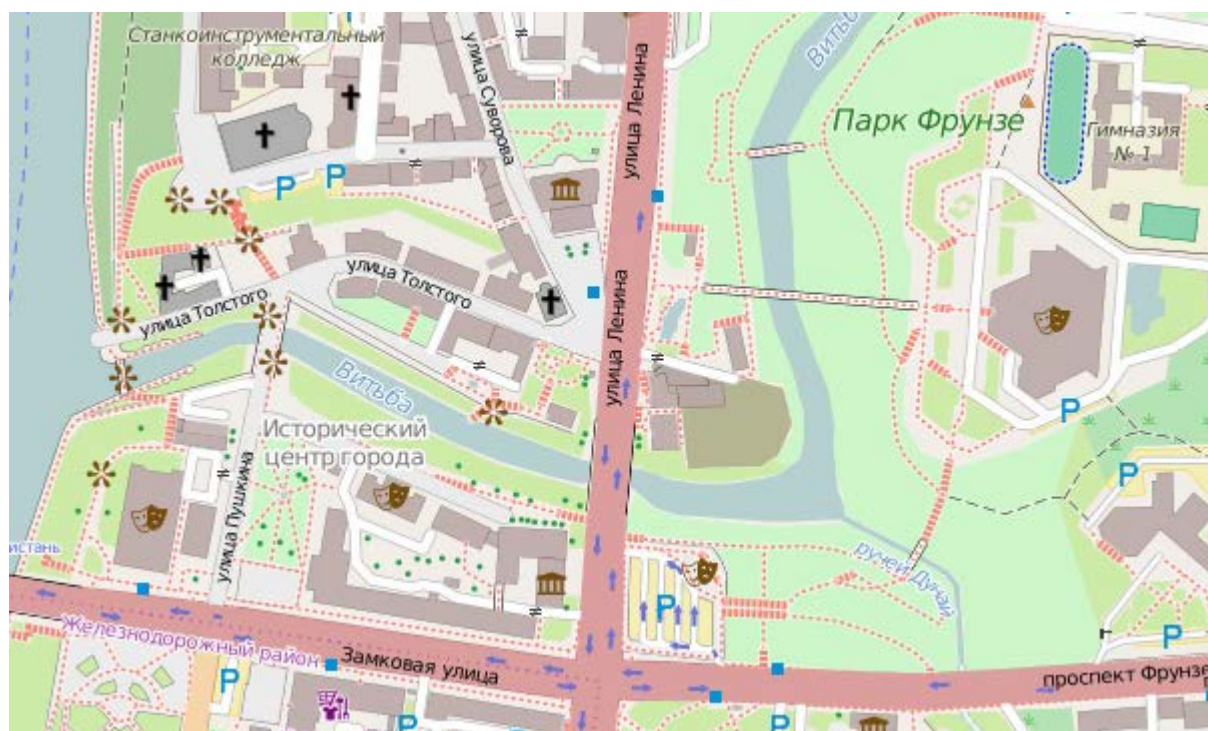 Станкоинструментальный
колледж
улица Суворова
улица Ленина
Витьба
Парк Фрунзе
Гимназия
№ 1
P
P
улица Толстого
улица Толстого
улица Ленина
Витьба
P
Исторический
центр города
P
улица Пушкина
ручей Дунай
P
P
Железнодорожный район
Замковая улица
проспект Фрунзе
P
P
P